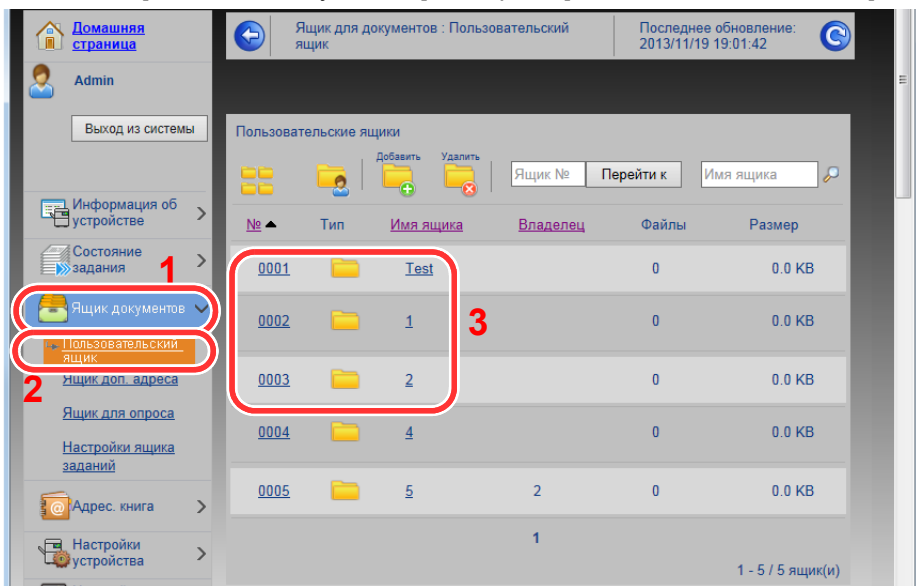 Домашняя
страница
Admin
Выход из системы
Информация об
устройстве
Состояние
задания
1
Ящик документов
Пользовательский
ящик
2
Ящик доп. адреса
Ящик для опроса
Настройки ящика
заданий
Адрес. книга
Настройки
устройства
Ящик для документов : Пользовательский
ящик
Последнее обновление:
2013/11/19 19:01:42
Пользовательские ящики
Добавить Удалить
Ящик № Перейти к Имя ящика
№ Тип Имя ящика Владелец Файлы Размер
0001 Test 0 0.0 KB
0002 1 0 0.0 KB
3
0003 2 0 0.0 KB
0004 4 0 0.0 KB
0005 5 2 0 0.0 KB
1
1 - 5 / 5 ящик(и)